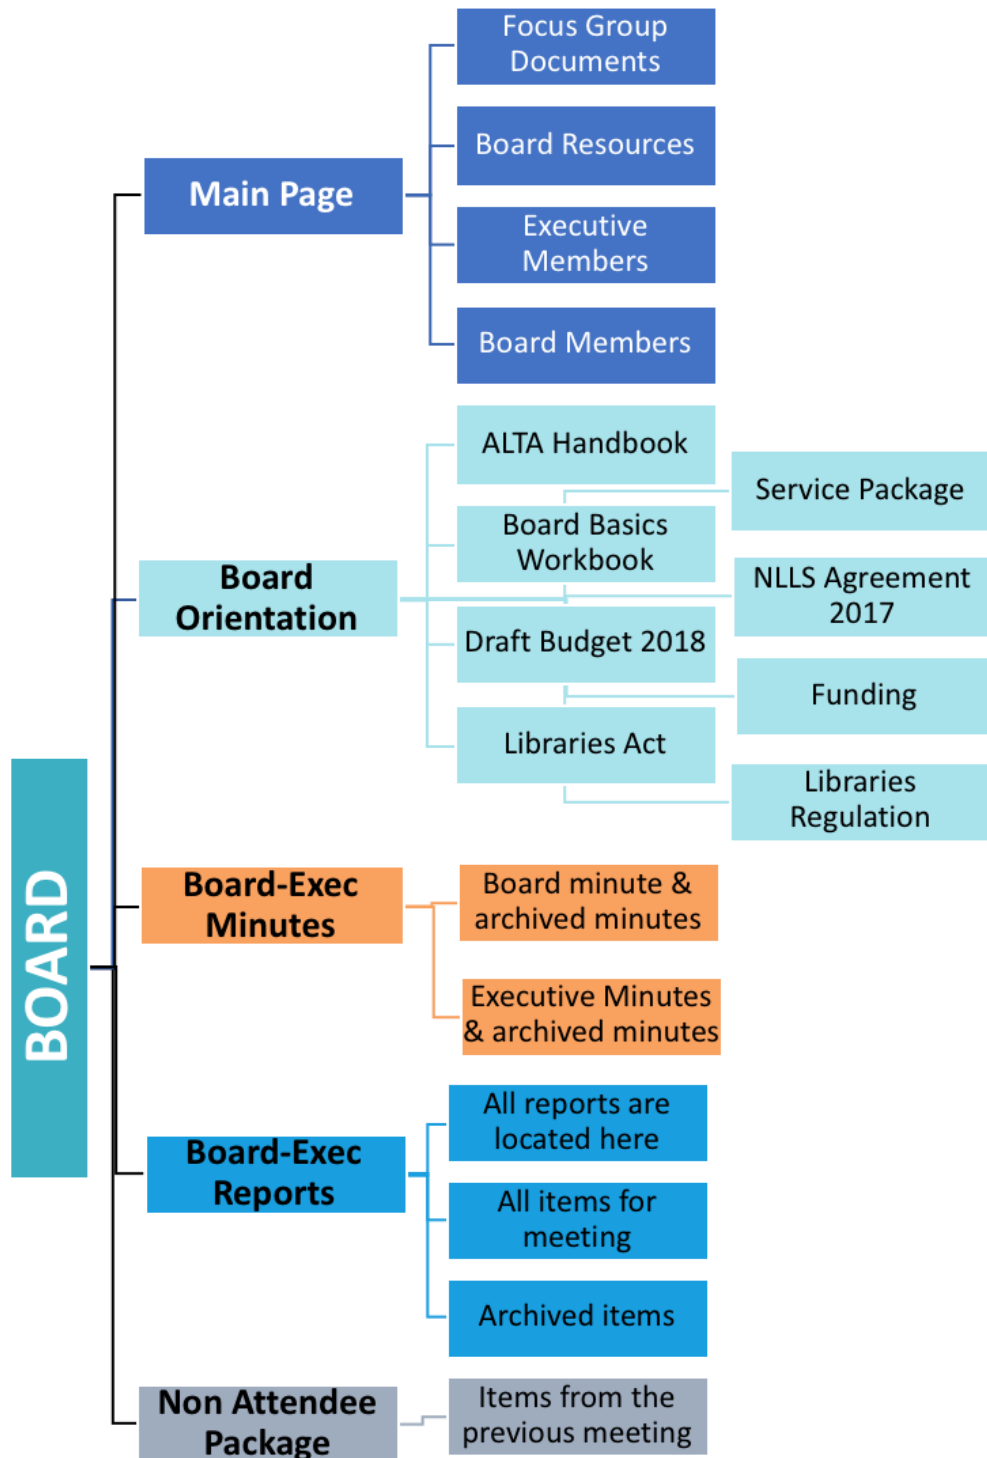 BOARD
Main Page
Focus Group
Documents
Board Resources
Executive
Members
Board Members
Board
Orientation
ALTA Handbook
Board Basics
Workbook
Draft Budget 2018
Libraries Act
Service Package
NLLS Agreement
2017
Funding
Libraries
Regulation
Board-Exec
Minutes
Board minute &
archived minutes
Executive Minutes
& archived minutes
Board-Exec
Reports
All reports are
located here
All items for
meeting
Archived items
Non Attendee
Package
Items from the
previous meeting